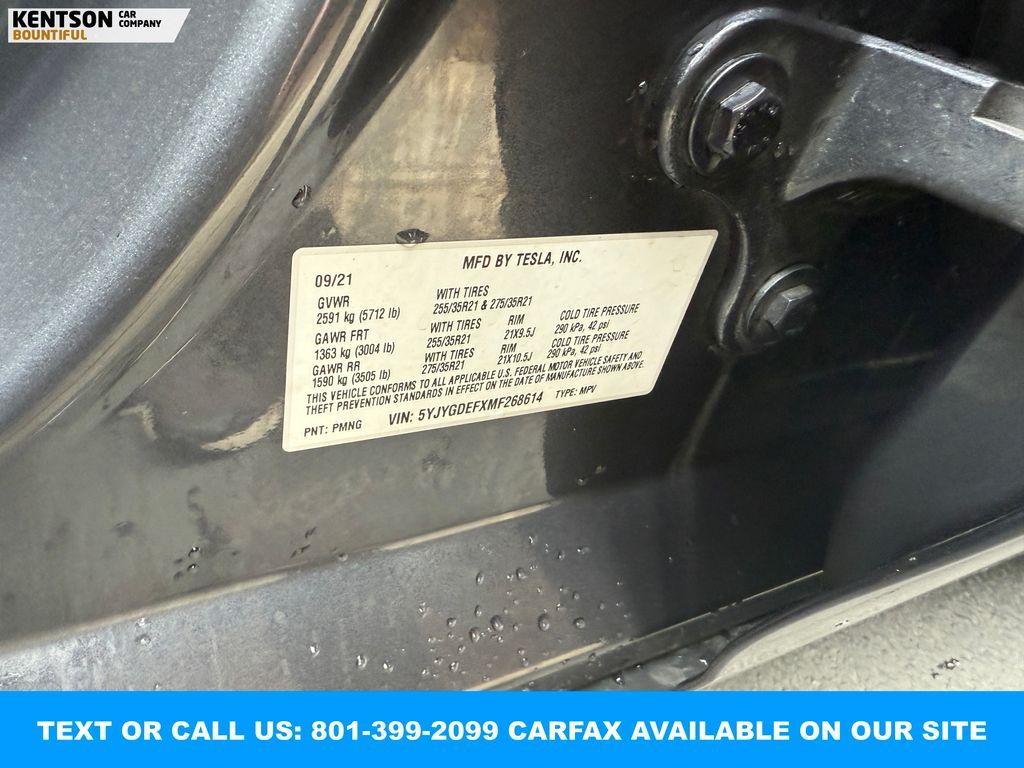 KENTSON CAR COMPANY
BOUNTIFUL
MFD BY TESLA, INC.
09/21
GVWR WITH TIRES
2591 kg (5712 lb) 255/35R21 & 275/35R21
GAWR FRT WITH TIRES RIM COLD TIRE PRESSURE
1363 kg (3004 lb) 255/35R21 21X9.5J 290 kPa, 42 psi
GAWR RR WITH TIRES RIM COLD TIRE PRESSURE
1590 kg (3505 lb) 275/35R21 21X10.5J 290 kPa, 42 psi
THIS VEHICLE CONFORMS TO ALL APPLICABLE U.S. FEDERAL MOTOR VEHICLE SAFETY AND
THEFT PREVENTION STANDARDS IN EFFECT ON THE DATE OF MANUFACTURE SHOWN ABOVE.
PNT: PMNG VIN: 5YJYGDEFXMF268614 TYPE: MPV
TEXT OR CALL US: 801-399-2099 CARFAX AVAILABLE ON OUR SITE